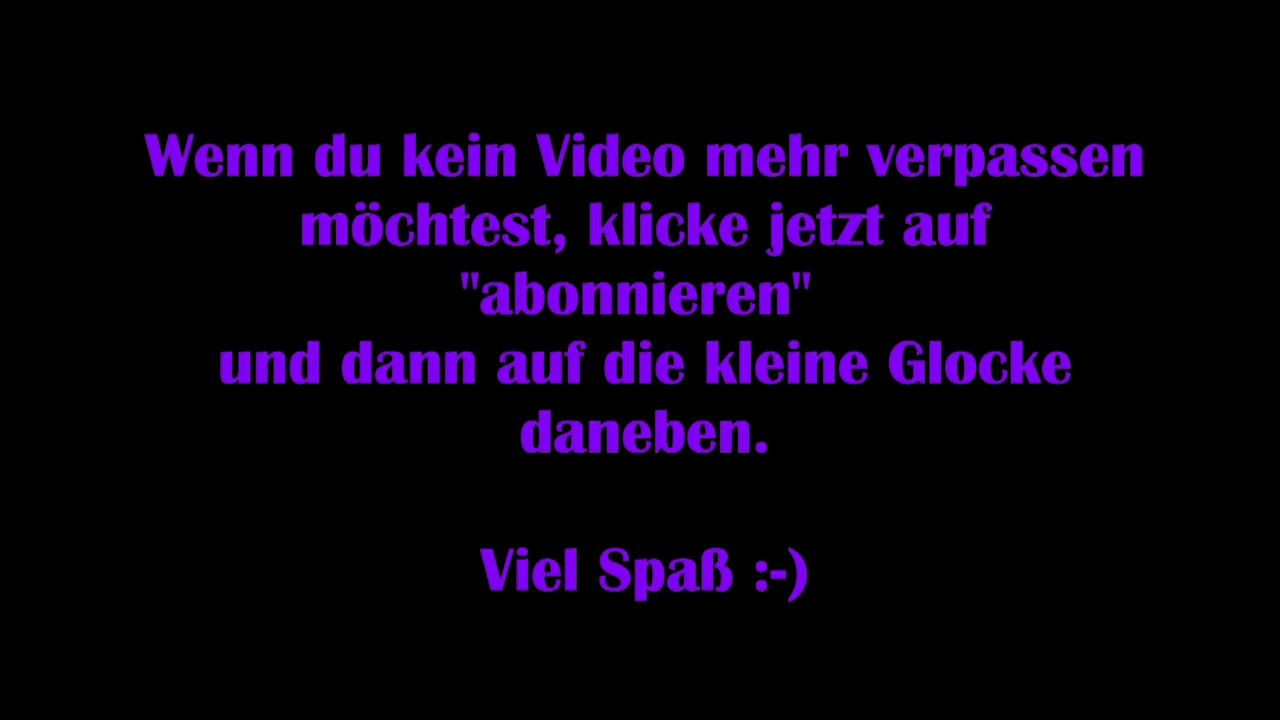 Wenn du kein Video mehr verpassen
möchtest, klicke jetzt auf
"abonnieren"
und dann auf die kleine Glocke
daneben.
Viel Spaß :-)